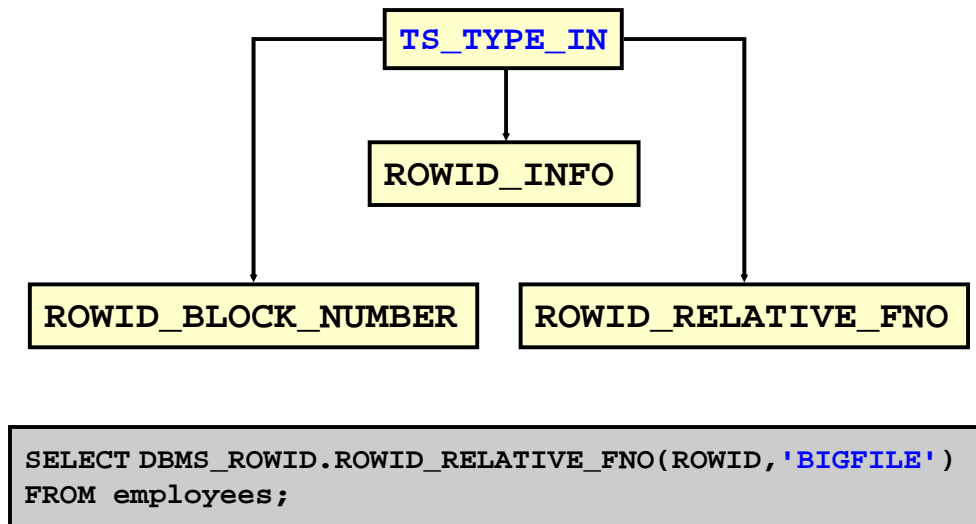 TS_TYPE_IN
ROWID_INFO
ROWID_BLOCK_NUMBER
ROWID_RELATIVE_FNO
SELECT DBMS_ROWID.ROWID_RELATIVE_FNO(ROWID,'BIGFILE')
FROM employees;